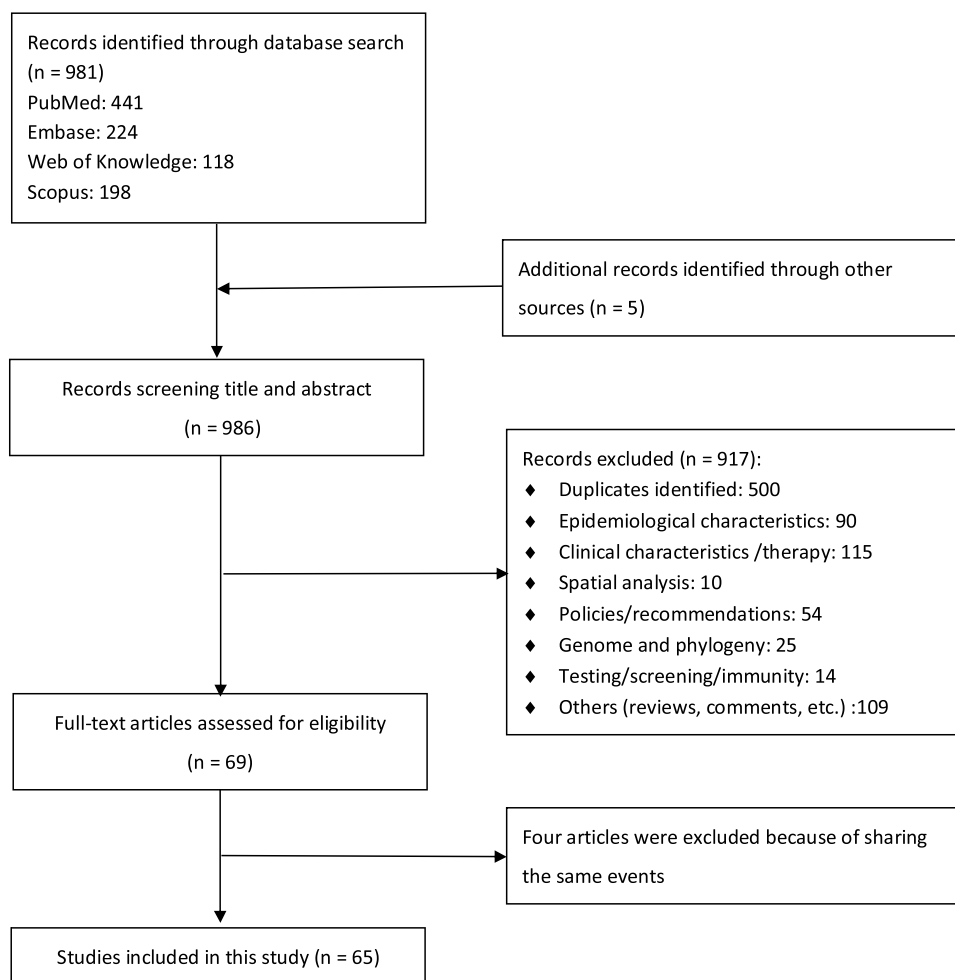 Records identified through database search
(n = 981)
PubMed: 441
Embase: 224
Web of Knowledge: 118
Scopus: 198
Additional records identified through other
sources (n = 5)
Records screening title and abstract
(n = 986)
Records excluded (n = 917):
♦ Duplicates identified: 500
♦ Epidemiological characteristics: 90
♦ Clinical characteristics /therapy: 115
♦ Spatial analysis: 10
♦ Policies/recommendations: 54
♦ Genome and phylogeny: 25
♦ Testing/screening/immunity: 14
♦ Others (reviews, comments, etc.) :109
Full-text articles assessed for eligibility
(n = 69)
Four articles were excluded because of sharing
the same events
Studies included in this study (n = 65)